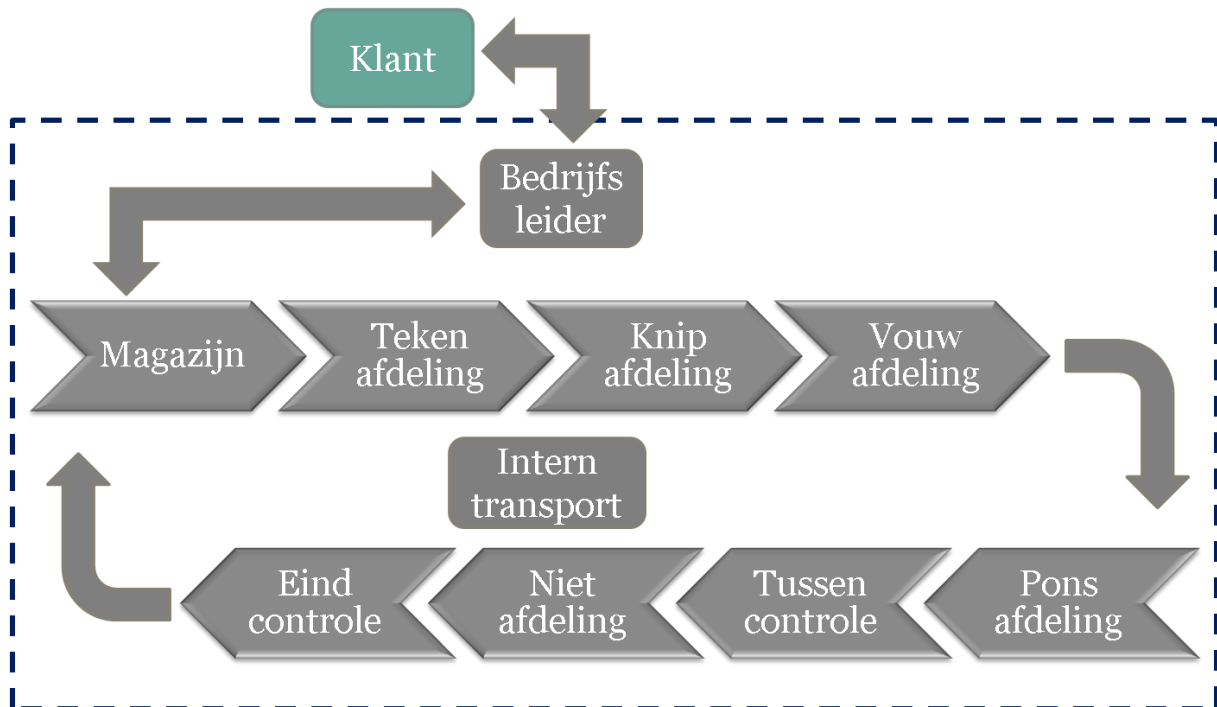 Klant
Bedrijfs
leider
Magazijn
Teken
afdeling
Knip
afdeling
Vouw
afdeling
Intern
transport
Eind
controle
Niet
afdeling
Tussen
controle
Pons
afdeling